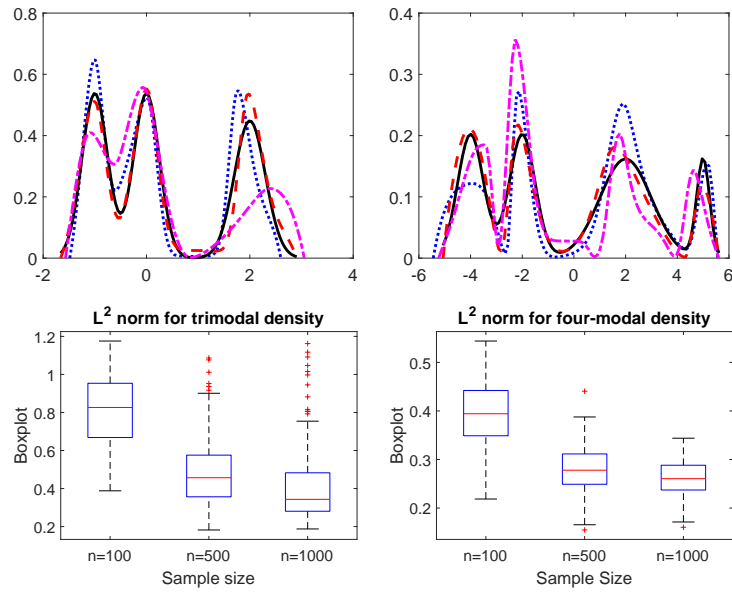 0.8
0.6
0.4
0.2
0
-2
0
2
4
0.4
0.3
0.2
0.1
0
-6
-4
-2
0
2
4
6
L² norm for trimodal density
1.2
1
0.8
0.6
0.4
0.2
Boxplot
n=100
n=500
n=1000
Sample size
L² norm for four-modal density
0.5
0.4
0.3
0.2
Boxplot
n=100
n=500
n=1000
Sample Size